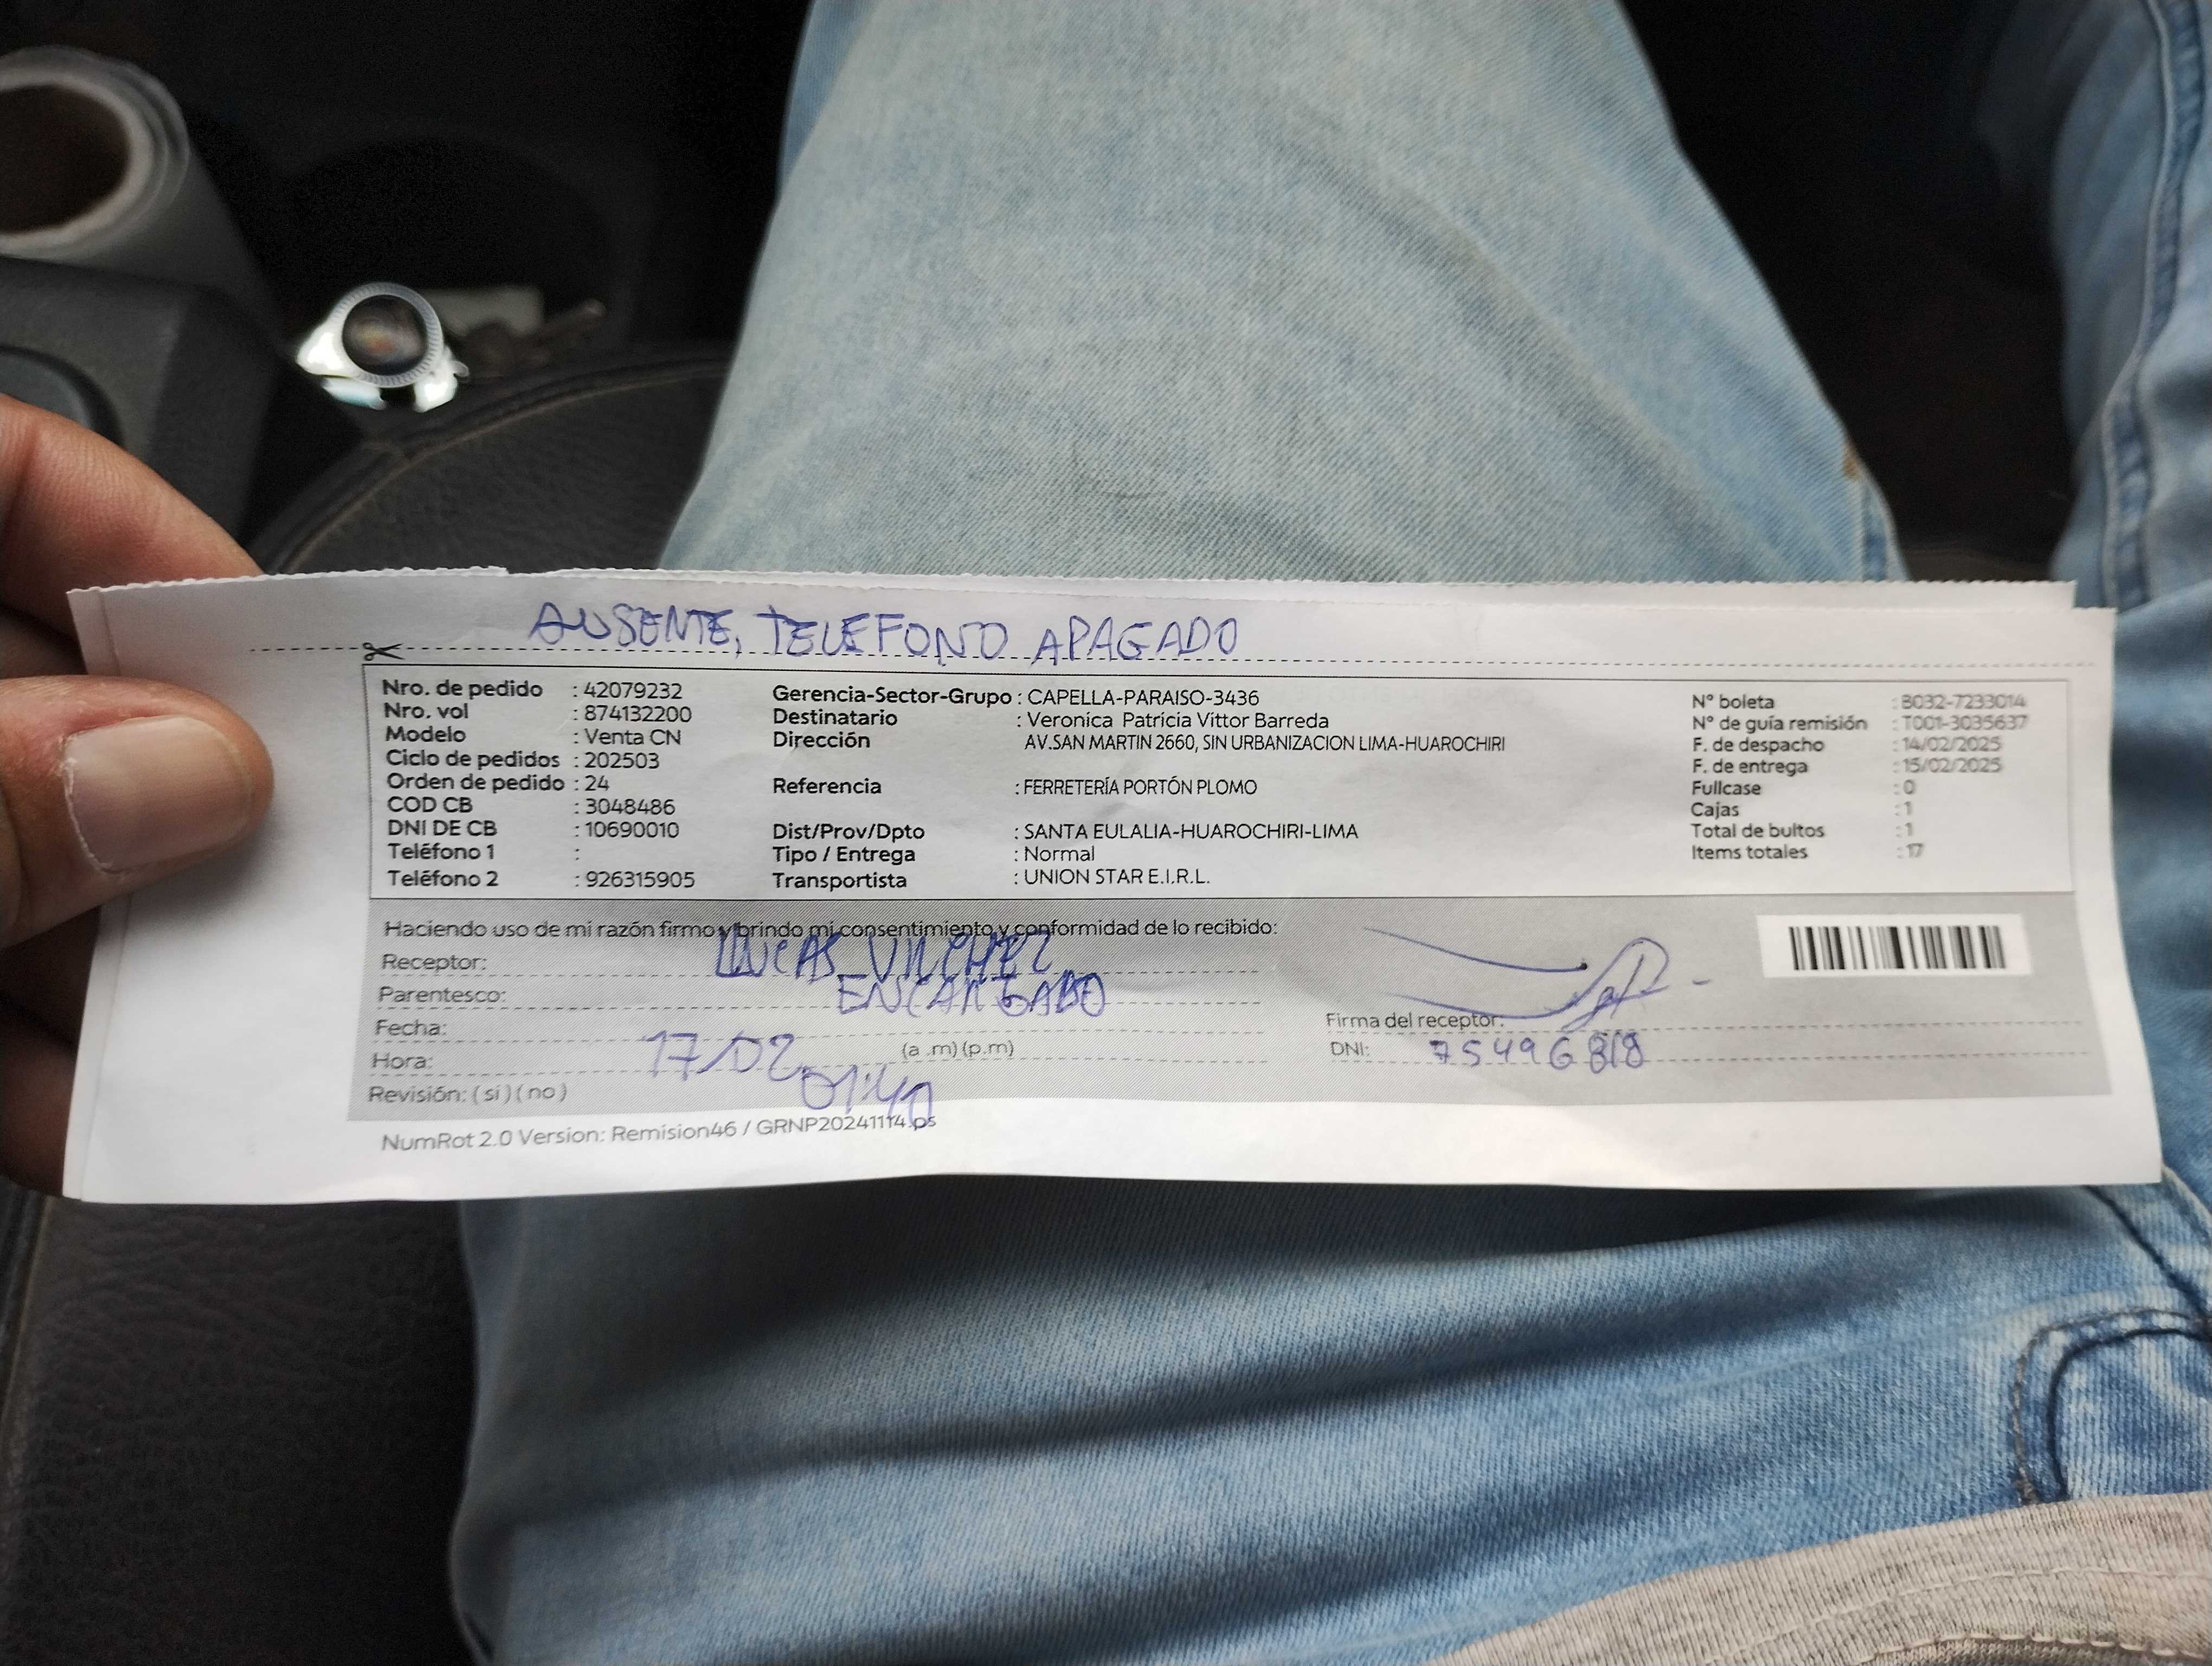 AUSENTE, TELEFONO APAGADO
Nro. de pedido : 42079232
Nro. vol : 874132200
Modelo : Venta CN
Ciclo de pedidos : 202503
Orden de pedido : 24
COD CB : 3048486
DNI DE CB : 10690010
Teléfono 1 :
Teléfono 2 : 926315905
Gerencia-Sector-Grupo : CAPELLA-PARAISO-3436
Destinatario : Veronica Patricia Vittor Barreda
Dirección AV.SAN MARTIN 2660, SIN URBANIZACION LIMA-HUAROCHIRI
Referencia : FERRETERÍA PORTÓN PLOMO
Dist/Prov/Dpto : SANTA EULALIA-HUAROCHIRI-LIMA
Tipo / Entrega : Normal
Transportista : UNION STAR E.I.R.L.
N° boleta : B032-7233014
N° de guía remisión : T001-3035637
F. de despacho : 14/02/2025
F. de entrega : 15/02/2025
Fullcase : 0
Cajas : 1
Total de bultos : 1
Items totales : 17
Haciendo uso de mi razón firmo y brindo mi consentimiento y conformidad de lo recibido:
Receptor: LUCAS VILCHEZ
Parentesco: ENCARGADO
Fecha: 17/02
Hora: 01:40 (a .m) (p.m)
Revisión: ( si ) ( no )
Firma del receptor:
DNI: 75496818
NumRot 2.0 Version: Remision46 / GRNP20241114.ps